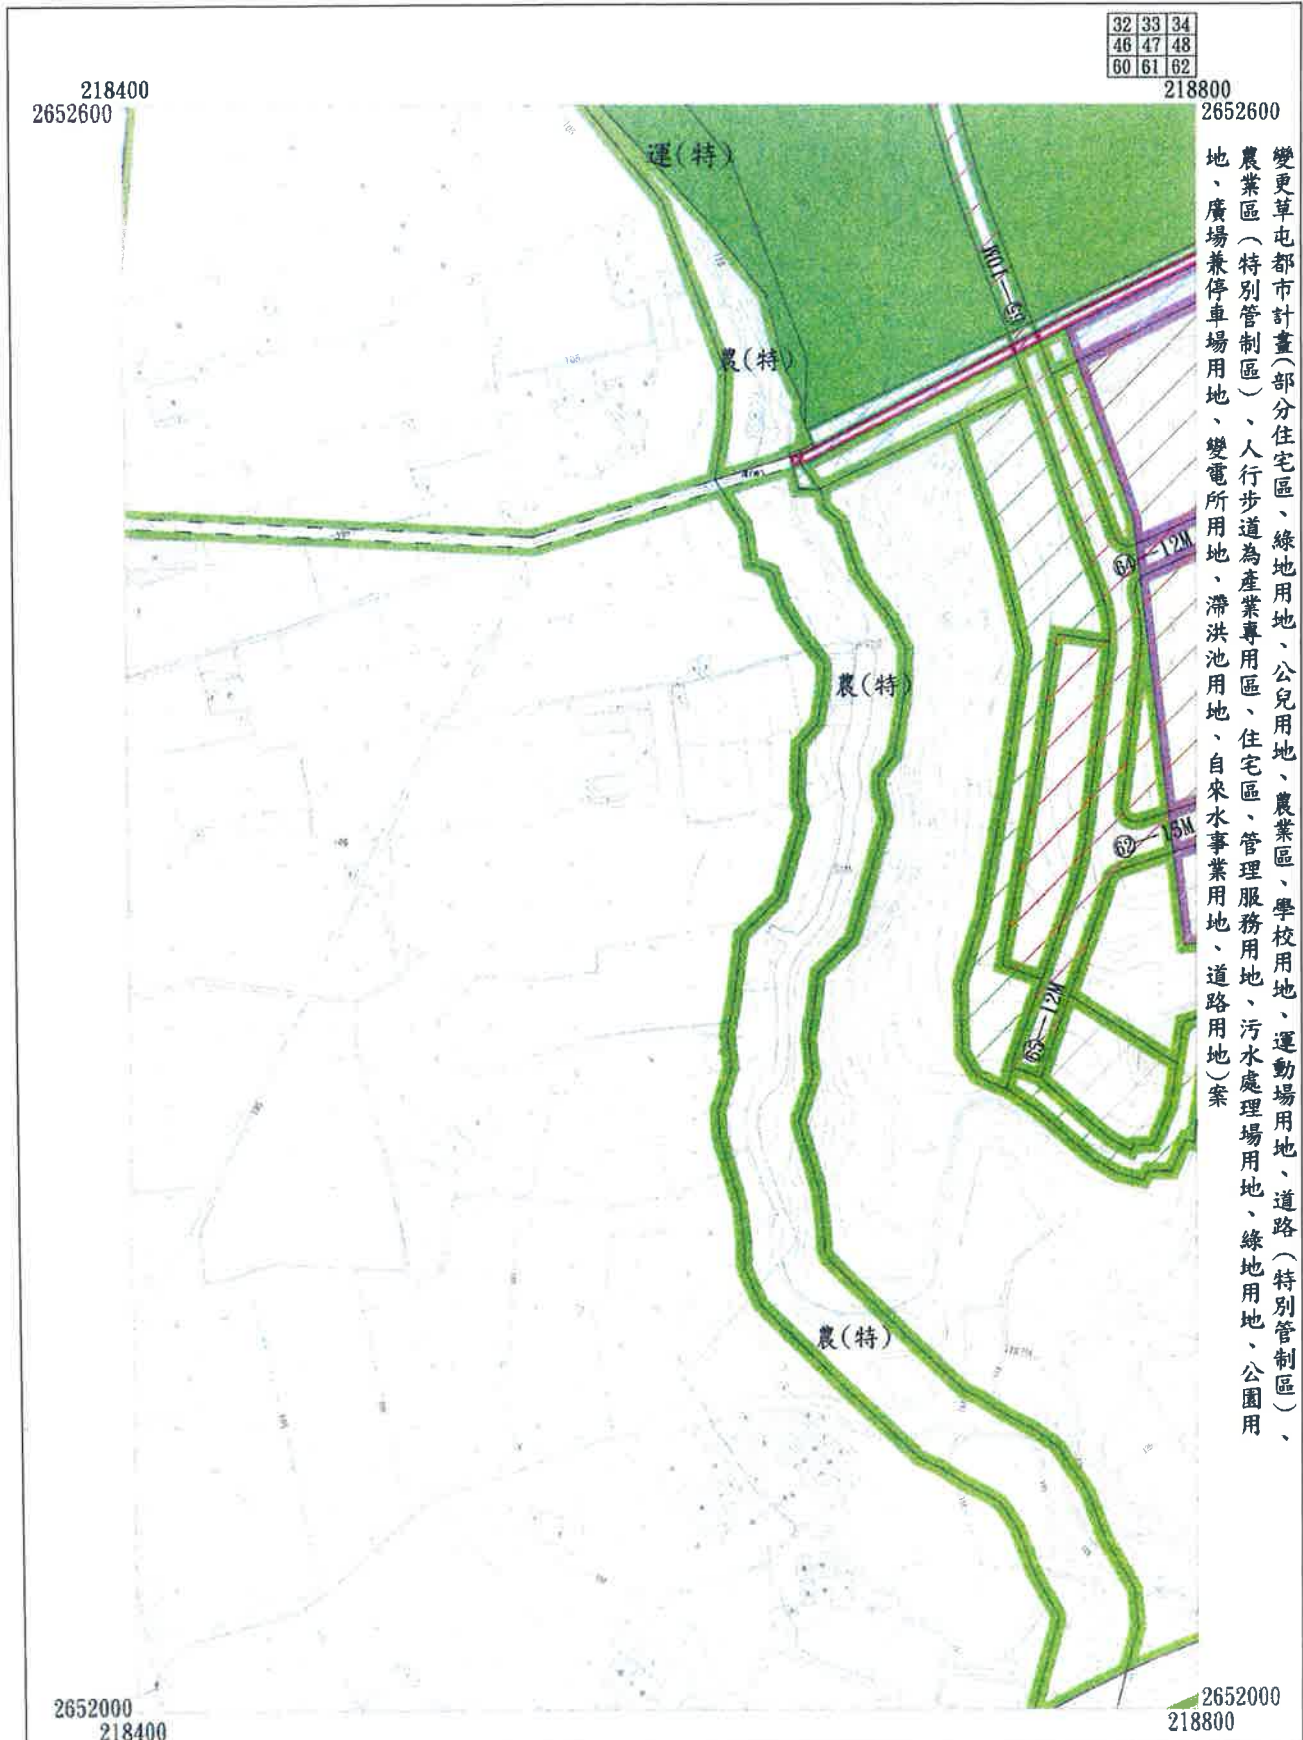 32 33 34
46 47 48
60 61 62
218400
2652600
218800
2652600
變更草屯都市計畫(部分住宅區、綠地用地、公兒用地、農業區、學校用地、運動場用地、道路(特別管制區)、
農業區(特別管制區)、人行步道為產業專用區、住宅區、管理服務用地、污水處理場用地、綠地用地、公園用
地、廣場兼停車場用地、變電所用地、滯洪池用地、自來水事業用地、道路用地)案
運(特)
農(特)
65—10M
64—12M
農(特)
62—15M
65—12M
農(特)
2652000
218400
2652000
218800